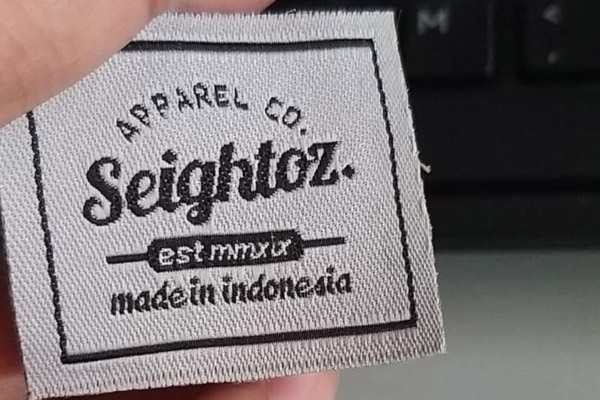 APPAREL CO.
Seightoz.
est mmxix
made in indonesia
M
<